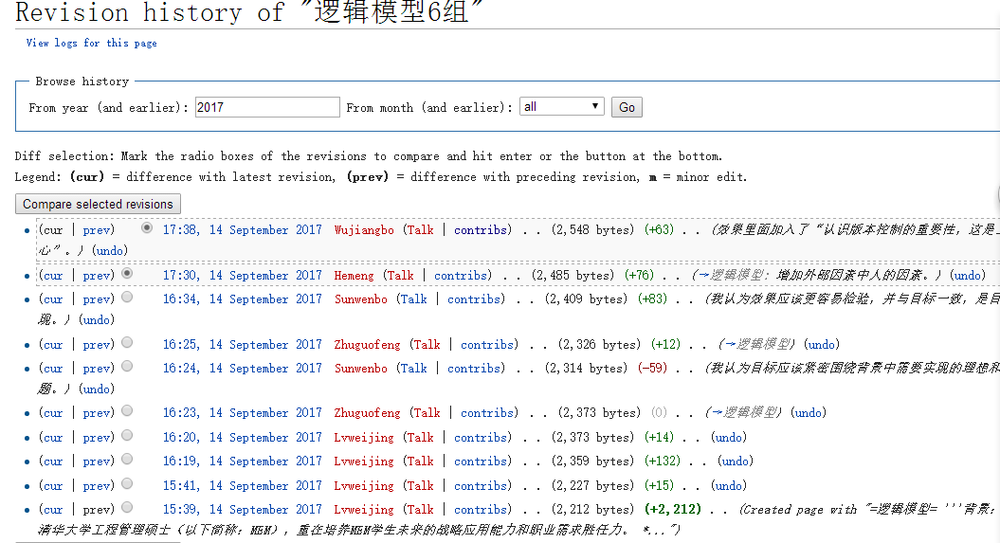 Revision history of "逻辑模型6组"
View logs for this page
Browse history
From year (and earlier): 2017 From month (and earlier): all Go
Diff selection: Mark the radio boxes of the revisions to compare and hit enter or the button at the bottom.
Legend: (cur) = difference with latest revision, (prev) = difference with preceding revision, m = minor edit.
Compare selected revisions
(cur | prev) 17:38, 14 September 2017 Wujiangbo (Talk | contribs) . . (2,548 bytes) (+63) . . (效果里面加入了“认识版本控制的重要性，这是
心”。) (undo)
(cur | prev) 17:30, 14 September 2017 Hemeng (Talk | contribs) . . (2,485 bytes) (+76) . . (→逻辑模型: 增加外部因素中人的因素。) (undo)
(cur | prev) 16:34, 14 September 2017 Sunwenbo (Talk | contribs) . . (2,409 bytes) (+83) . . (我认为效果应该更容易检验，并与目标一致，是目
现。) (undo)
(cur | prev) 16:25, 14 September 2017 Zhuguofeng (Talk | contribs) . . (2,326 bytes) (+12) . . (→逻辑模型) (undo)
(cur | prev) 16:24, 14 September 2017 Sunwenbo (Talk | contribs) . . (2,314 bytes) (-59) . . (我认为目标应该紧密围绕背景中需要实现的理想和
题。) (undo)
(cur | prev) 16:23, 14 September 2017 Zhuguofeng (Talk | contribs) . . (2,373 bytes) (0) . . (→逻辑模型) (undo)
(cur | prev) 16:20, 14 September 2017 Lvweijing (Talk | contribs) . . (2,373 bytes) (+14) . . (undo)
(cur | prev) 16:19, 14 September 2017 Lvweijing (Talk | contribs) . . (2,359 bytes) (+132) . . (undo)
(cur | prev) 15:41, 14 September 2017 Lvweijing (Talk | contribs) . . (2,227 bytes) (+15) . . (undo)
(cur | prev) 15:39, 14 September 2017 Lvweijing (Talk | contribs) . . (2,212 bytes) (+2,212) . . (Created page with "=逻辑模型= '''背景：
清华大学工程管理硕士（以下简称：MEM），重在培养MEM学生未来的战略应用能力和职业需求胜任力。 *...")